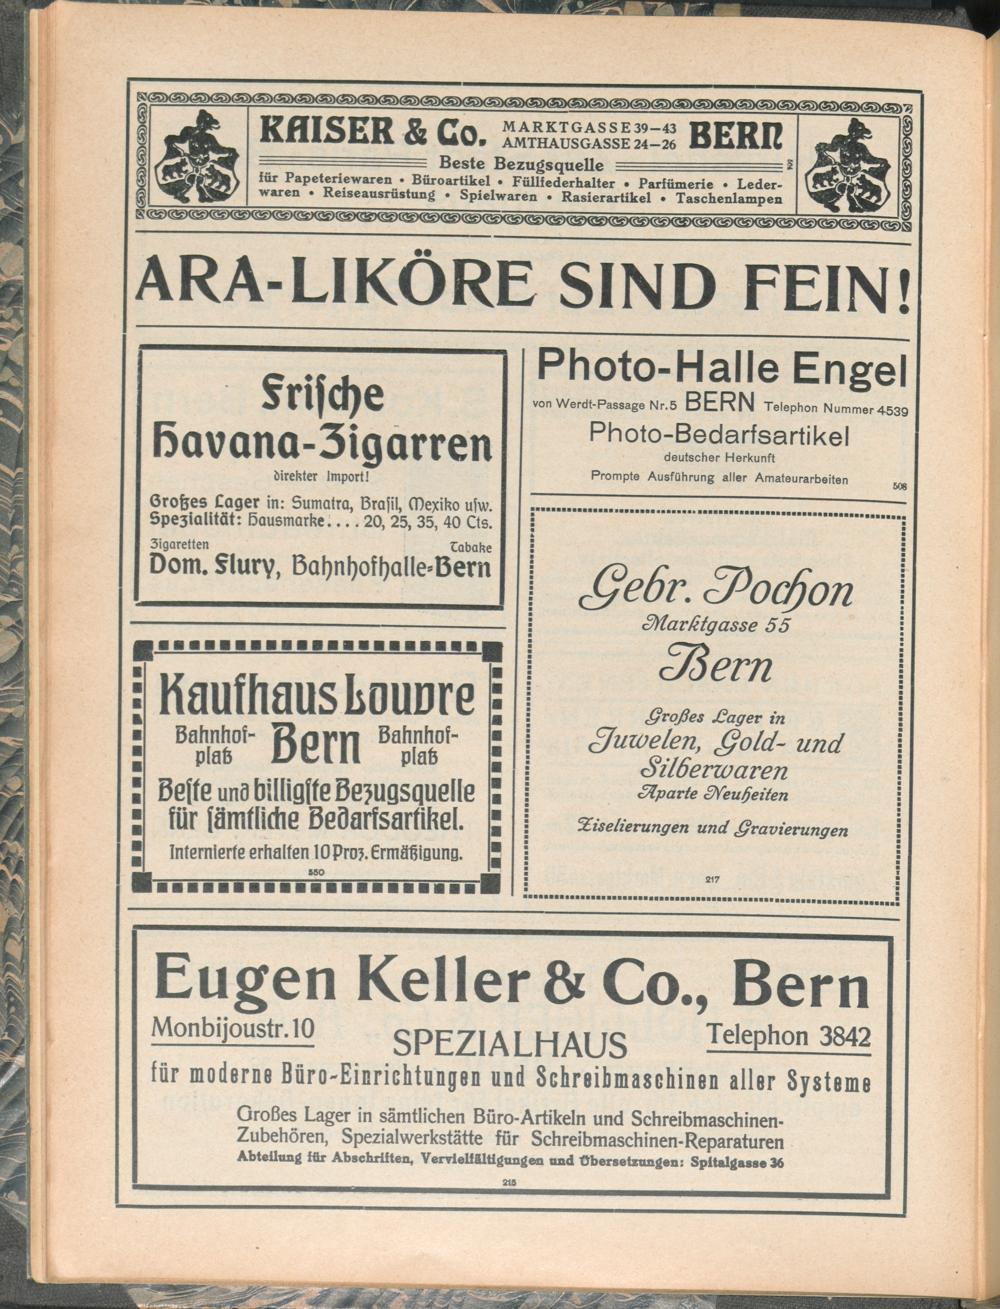 KAISER & Co. MARKTGASSE 39–43 BERN
AMTHAUSGASSE 24–26
Beste Bezugsquelle
für Papeteriewaren • Büroartikel • Füllfederhalter • Parfümerie • Leder-
waren • Reiseausrüstung • Spielwaren • Rasierartikel • Taschenlampen
ARA-LIKÖRE SIND FEIN!
Frische
Havana-Zigarren
direkter Import!
Großes Lager in: Sumatra, Brasil, Mexiko usw.
Spezialität: Hausmarke.... 20, 25, 35, 40 Cts.
Zigaretten Tabake
Dom. Flury, Bahnhofhalle-Bern
Kaufhaus Louvre
Bahnhof- Bern Bahnhof-
platz platz
Beste und billigste Bezugsquelle
für sämtliche Bedarfsartikel.
Internierte erhalten 10 Proz. Ermäßigung.
550
Photo-Halle Engel
von Werdt-Passage Nr. 5 BERN Telephon Nummer 4539
Photo-Bedarfsartikel
deutscher Herkunft
Prompte Ausführung aller Amateurarbeiten
508
Gebr. Pochon
Marktgasse 55
Bern
Großes Lager in
Juwelen, Gold- und
Silberwaren
Aparte Neuheiten
Ziselierungen und Gravierungen
217
Eugen Keller & Co., Bern
Monbijoustr. 10 SPEZIALHAUS Telephon 3842
für moderne Büro-Einrichtungen und Schreibmaschinen aller Systeme
Großes Lager in sämtlichen Büro-Artikeln und Schreibmaschinen-
Zubehören, Spezialwerkstätte für Schreibmaschinen-Reparaturen
Abteilung für Abschriften, Vervielfältigungen und Übersetzungen: Spitalgasse 36
215